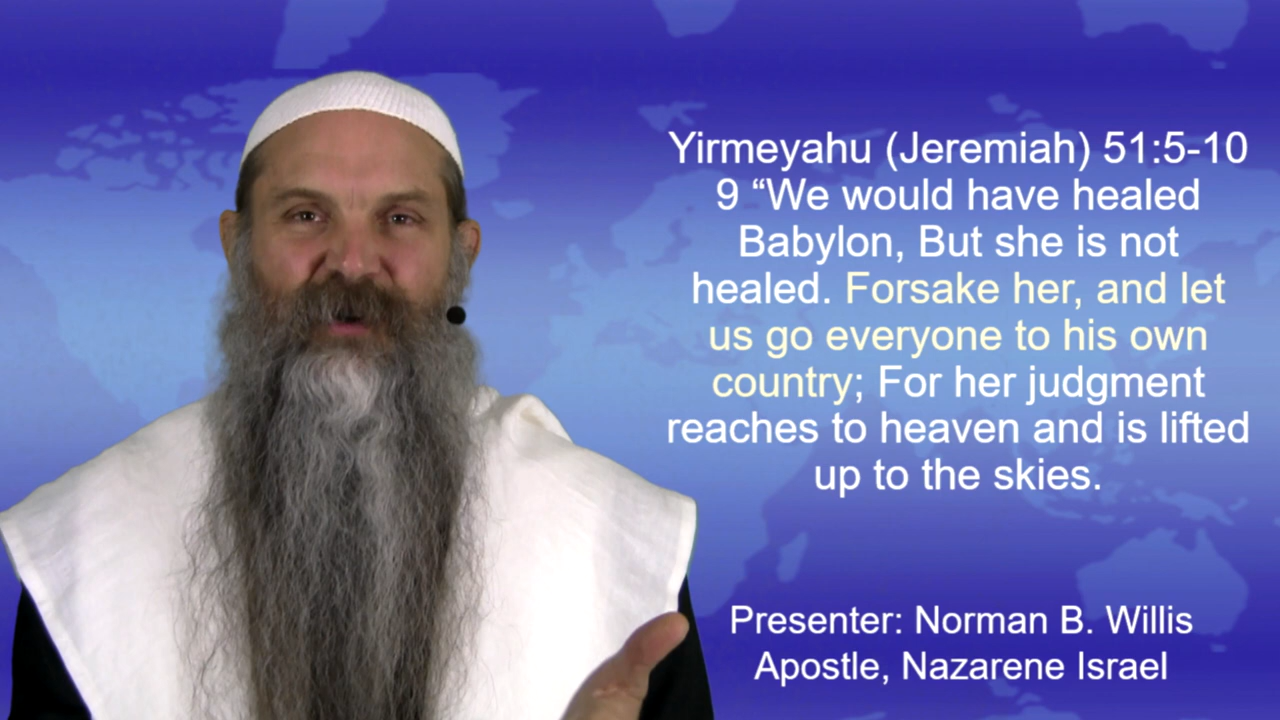 Yirmeyahu (Jeremiah) 51:5-10
9 “We would have healed
Babylon, But she is not
healed. Forsake her, and let
us go everyone to his own
country; For her judgment
reaches to heaven and is lifted
up to the skies.
Presenter: Norman B. Willis
Apostle, Nazarene Israel